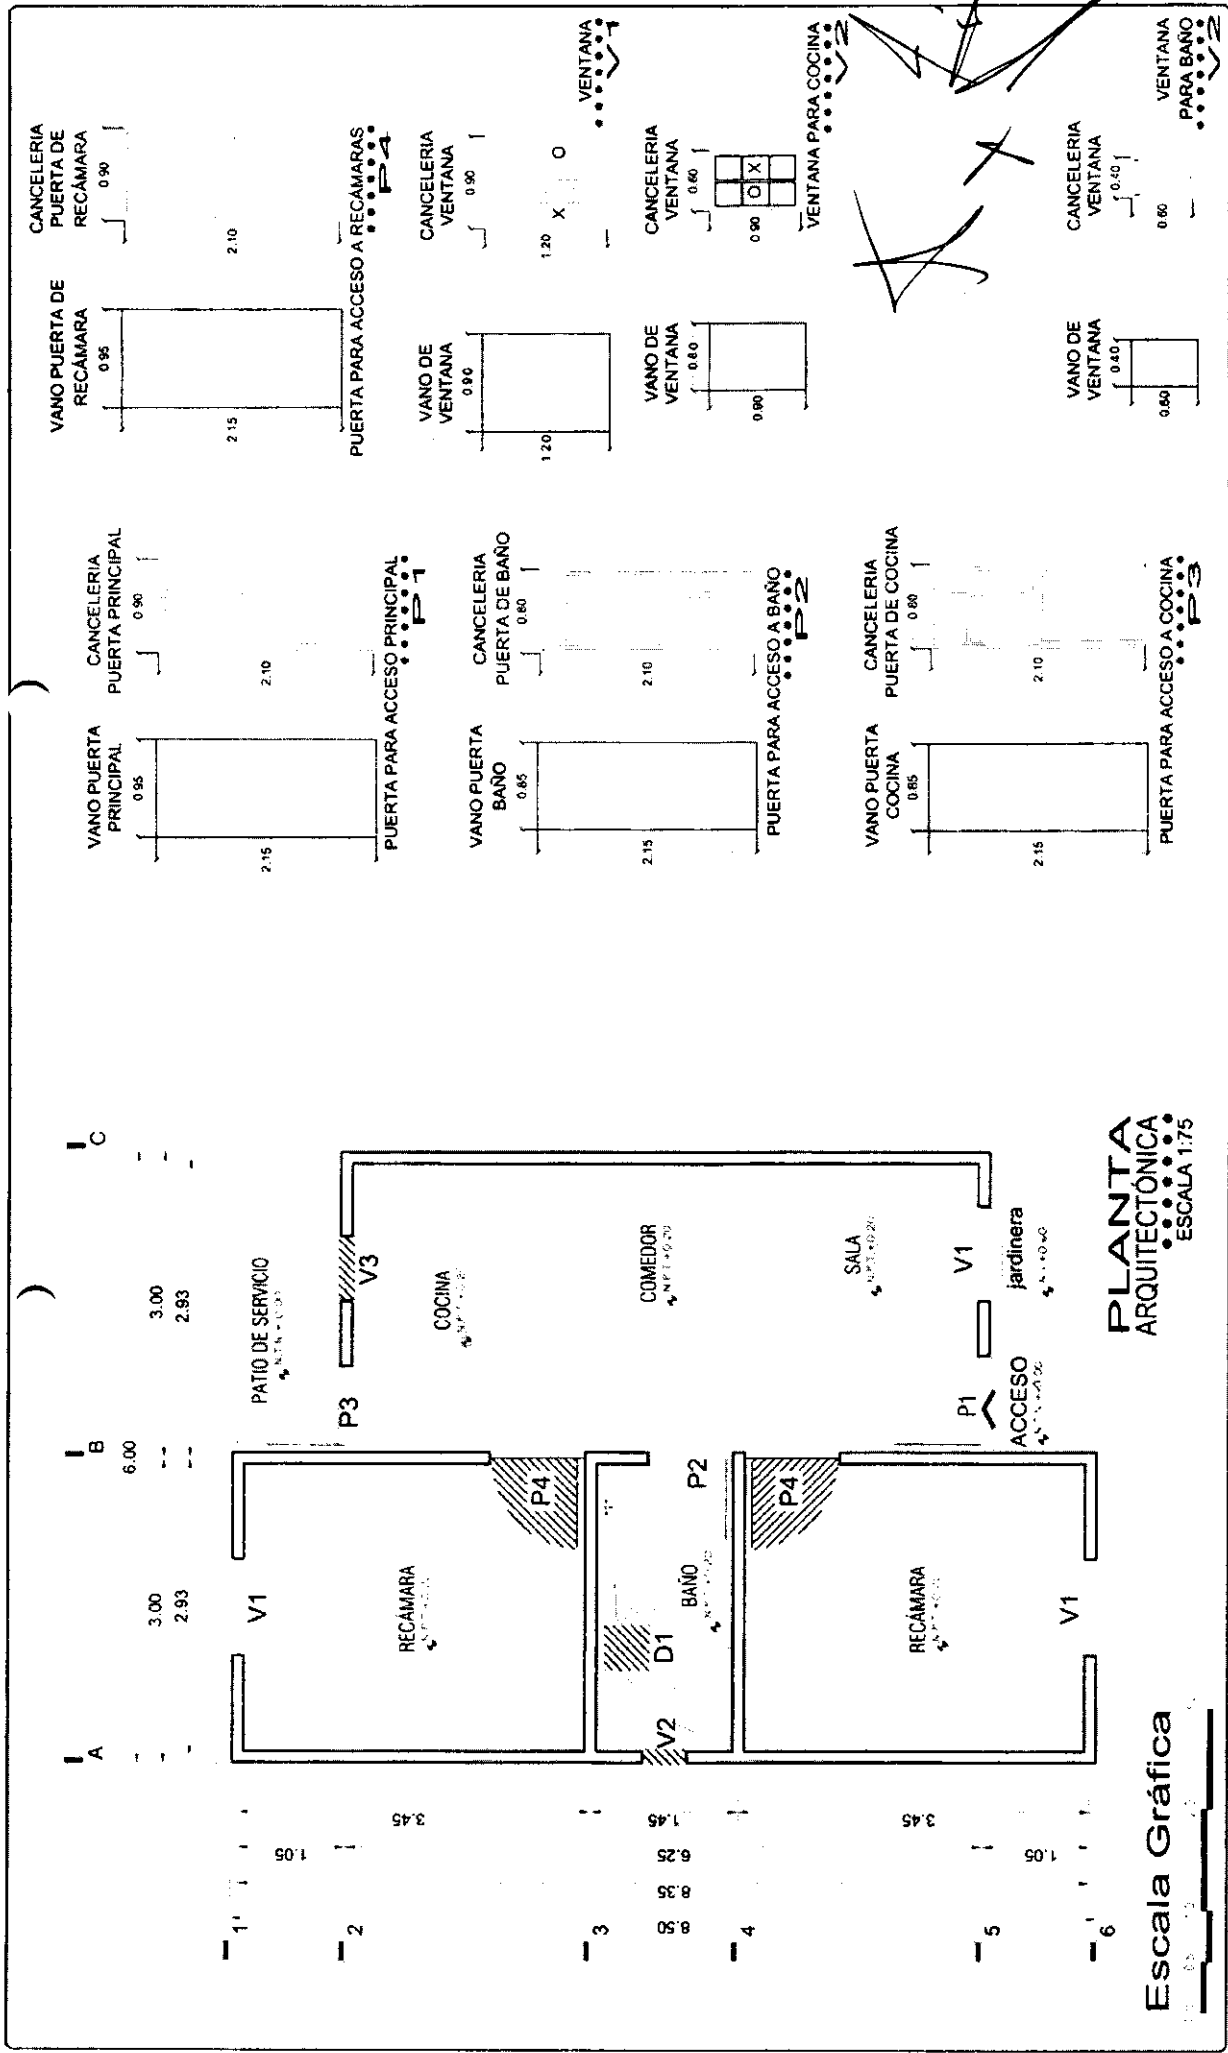 CANCELERIA
PUERTA DE
RECÁMARA
0.90
2.10
VANO PUERTA DE
RECÁMARA
0.95
2.15
PUERTA PARA ACCESO A RECÁMARAS
P4
CANCELERIA
VENTANA
0.90
1.20
X O
VANO DE
VENTANA
0.90
1.20
VENTANA
V1
CANCELERIA
VENTANA
0.60
0.90
O X
VANO DE
VENTANA
0.60
0.90
VENTANA PARA COCINA
V2
CANCELERIA
VENTANA
0.40
0.60
VANO DE
VENTANA
0.40
0.60
VENTANA
PARA BAÑO
V2
CANCELERIA
PUERTA PRINCIPAL
0.90
2.10
VANO PUERTA
PRINCIPAL
0.95
2.15
PUERTA PARA ACCESO PRINCIPAL
P1
CANCELERIA
PUERTA DE BAÑO
0.80
2.10
VANO PUERTA
BAÑO
0.85
2.15
PUERTA PARA ACCESO A BAÑO
P2
CANCELERIA
PUERTA DE COCINA
0.80
2.10
VANO PUERTA
COCINA
0.85
2.15
PUERTA PARA ACCESO A COCINA
P3
A
B
C
6.00
3.00
3.00
2.93
2.93
1
2
3
4
5
6
3.45
1.45
3.45
1.05
6.25
1.05
8.35
8.50
V1
RECÁMARA
P4
PATIO DE SERVICIO
P3
V3
COCINA
COMEDOR
SALA
V1
jardinera
P1
ACCESO
D1
V2
BAÑO
P2
P4
RECÁMARA
V1
PLANTA
ARQUITECTÓNICA
ESCALA 1:75
Escala Gráfica